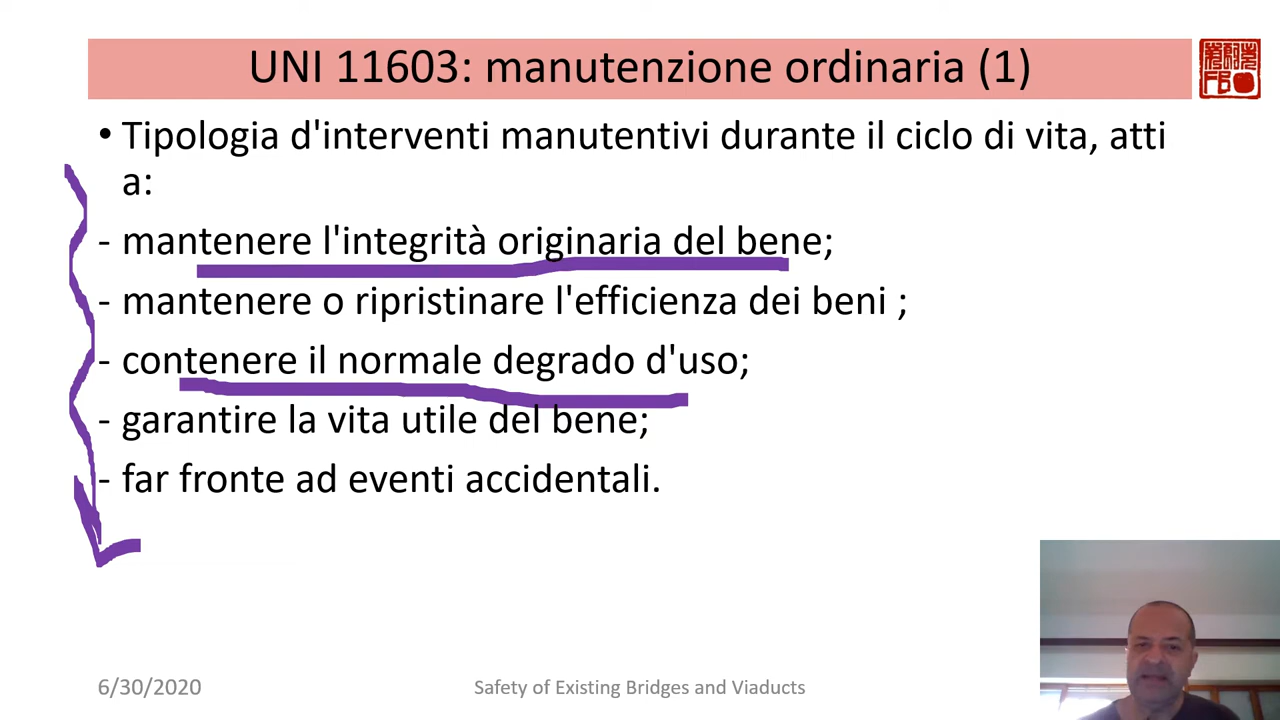 UNI 11603: manutenzione ordinaria (1)
• Tipologia d'interventi manutentivi durante il ciclo di vita, atti
a:
- mantenere l'integrità originaria del bene;
- mantenere o ripristinare l'efficienza dei beni ;
- contenere il normale degrado d'uso;
- garantire la vita utile del bene;
- far fronte ad eventi accidentali.
6/30/2020
Safety of Existing Bridges and Viaducts